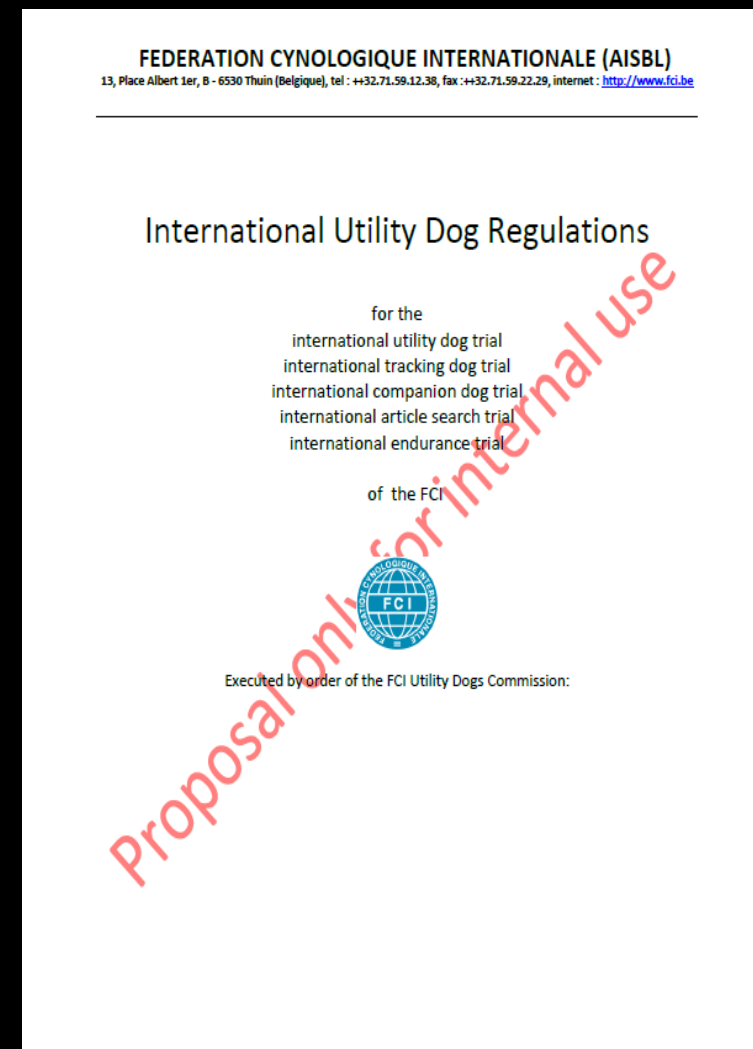 FEDERATION CYNOLOGIQUE INTERNATIONALE (AISBL)
13, Place Albert 1er, B - 6530 Thuin (Belgique), tel : ++32.71.59.12.38, fax :++32.71.59.22.29, internet : http://www.fci.be
International Utility Dog Regulations
for the
international utility dog trial
international tracking dog trial
international companion dog trial
international article search trial
international endurance trial
of the FCI
FEDERATION CYNOLOGIQUE INTERNATIONALE
FCI
Executed by order of the FCI Utility Dogs Commission:
Proposal only for internal use